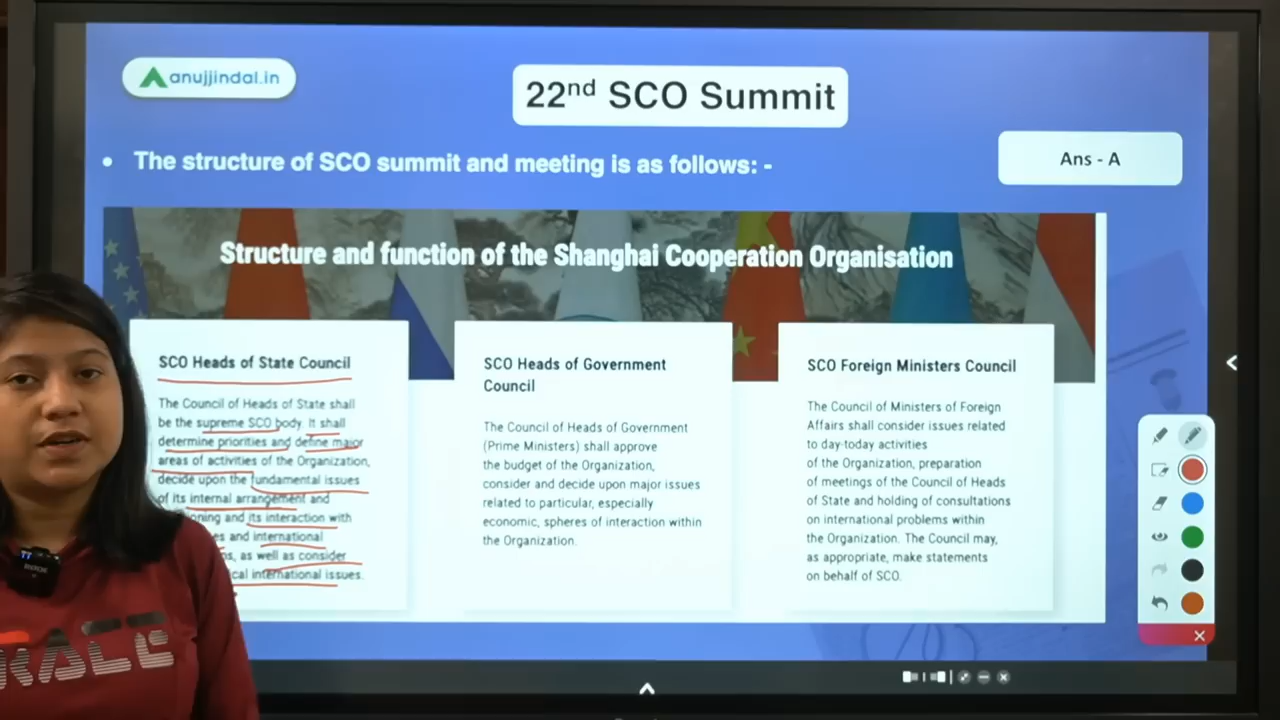 anujjindal.in
22nd SCO Summit
• The structure of SCO summit and meeting is as follows: -
Ans - A
Structure and function of the Shanghai Cooperation Organisation
SCO Heads of State Council
The Council of Heads of State shall
be the supreme SCO body. It shall
determine priorities and define major
areas of activities of the Organization,
decide upon the fundamental issues
of its internal arrangement and
and its interaction with
and international
as well as consider
international issues.
SCO Heads of Government
Council
The Council of Heads of Government
(Prime Ministers) shall approve
the budget of the Organization,
consider and decide upon major issues
related to particular, especially
economic, spheres of interaction within
the Organization.
SCO Foreign Ministers Council
The Council of Ministers of Foreign
Affairs shall consider issues related
to day-today activities
of the Organization, preparation
of meetings of the Council of Heads
of State and holding of consultations
on international problems within
the Organization. The Council may,
as appropriate, make statements
on behalf of SCO.